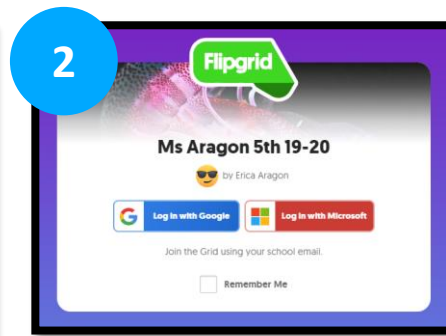 2
Flipgrid
Ms Aragon 5th 19-20
by Erica Aragon
Log in with Google
Log in with Microsoft
Join the Grid using your school email.
Remember Me